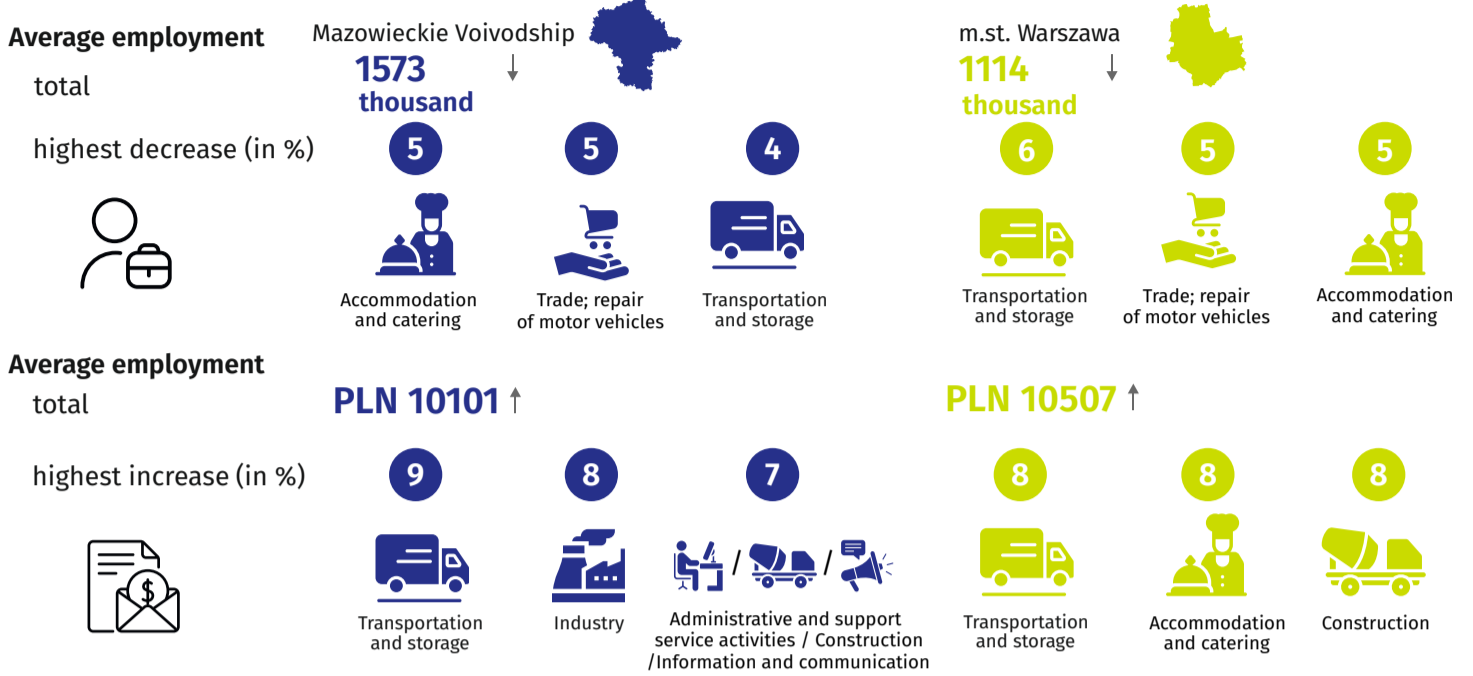 Average employment
Mazowieckie Voivodship
m.st. Warszawa
total
1573
thousand
1114
thousand
highest decrease (in %)
5
5
4
6
5
5
Accommodation
and catering
Trade; repair
of motor vehicles
Transportation
and storage
Transportation
and storage
Trade; repair
of motor vehicles
Accommodation
and catering
Average employment
total
PLN 10101
PLN 10507
highest increase (in %)
9
8
7
8
8
8
$
/
/
Transportation
and storage
Industry
Administrative and support
service activities / Construction
/Information and communication
Transportation
and storage
Accommodation
and catering
Construction